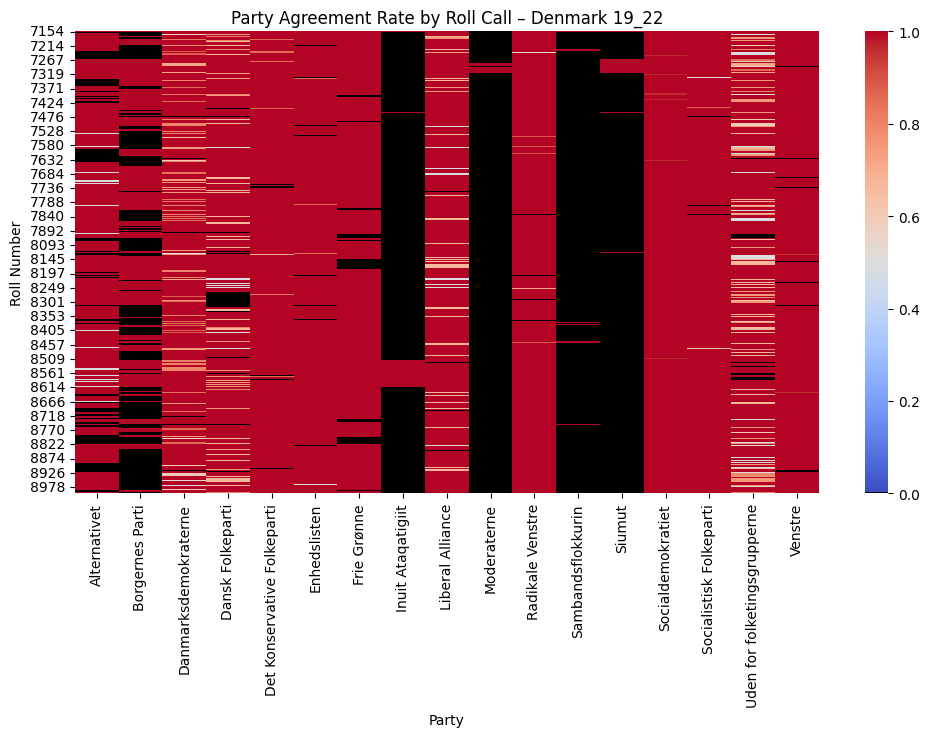 Party Agreement Rate by Roll Call – Denmark 19_22
Roll Number
7154
7214
7267
7319
7371
7424
7476
7528
7580
7632
7684
7736
7788
7840
7892
8093
8145
8197
8249
8301
8353
8405
8457
8509
8561
8614
8666
8718
8770
8822
8874
8926
8978
1.0
0.8
0.6
0.4
0.2
0.0
Alternativet
Borgernes Parti
Danmarksdemokraterne
Dansk Folkeparti
Det Konservative Folkeparti
Enhedslisten
Frie Grønne
Inuit Ataqatigiit
Liberal Alliance
Moderaterne
Radikale Venstre
Sambandsflokkurin
Siumut
Socialdemokratiet
Socialistisk Folkeparti
Uden for folketingsgrupperne
Venstre
Party